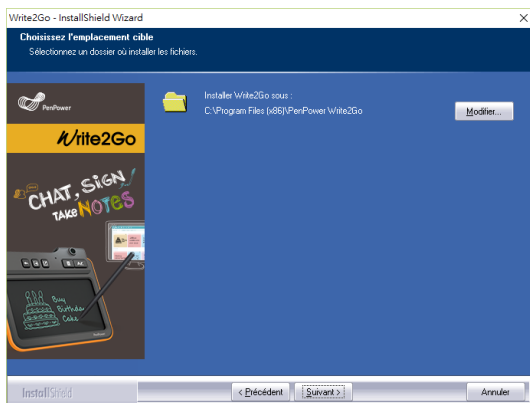 Write2Go - InstallShield Wizard
Choisissez l'emplacement cible
Sélectionnez un dossier où installer les fichiers.
PenPower
Write2Go
CHAT, SIGN
TAKE NOTES
Buy
Birthday
Cake
Installer Write2Go sous :
C:\Program Files (x86)\PenPower Write2Go
Modifier...
InstallShield
< Précédent
Suivant >
Annuler